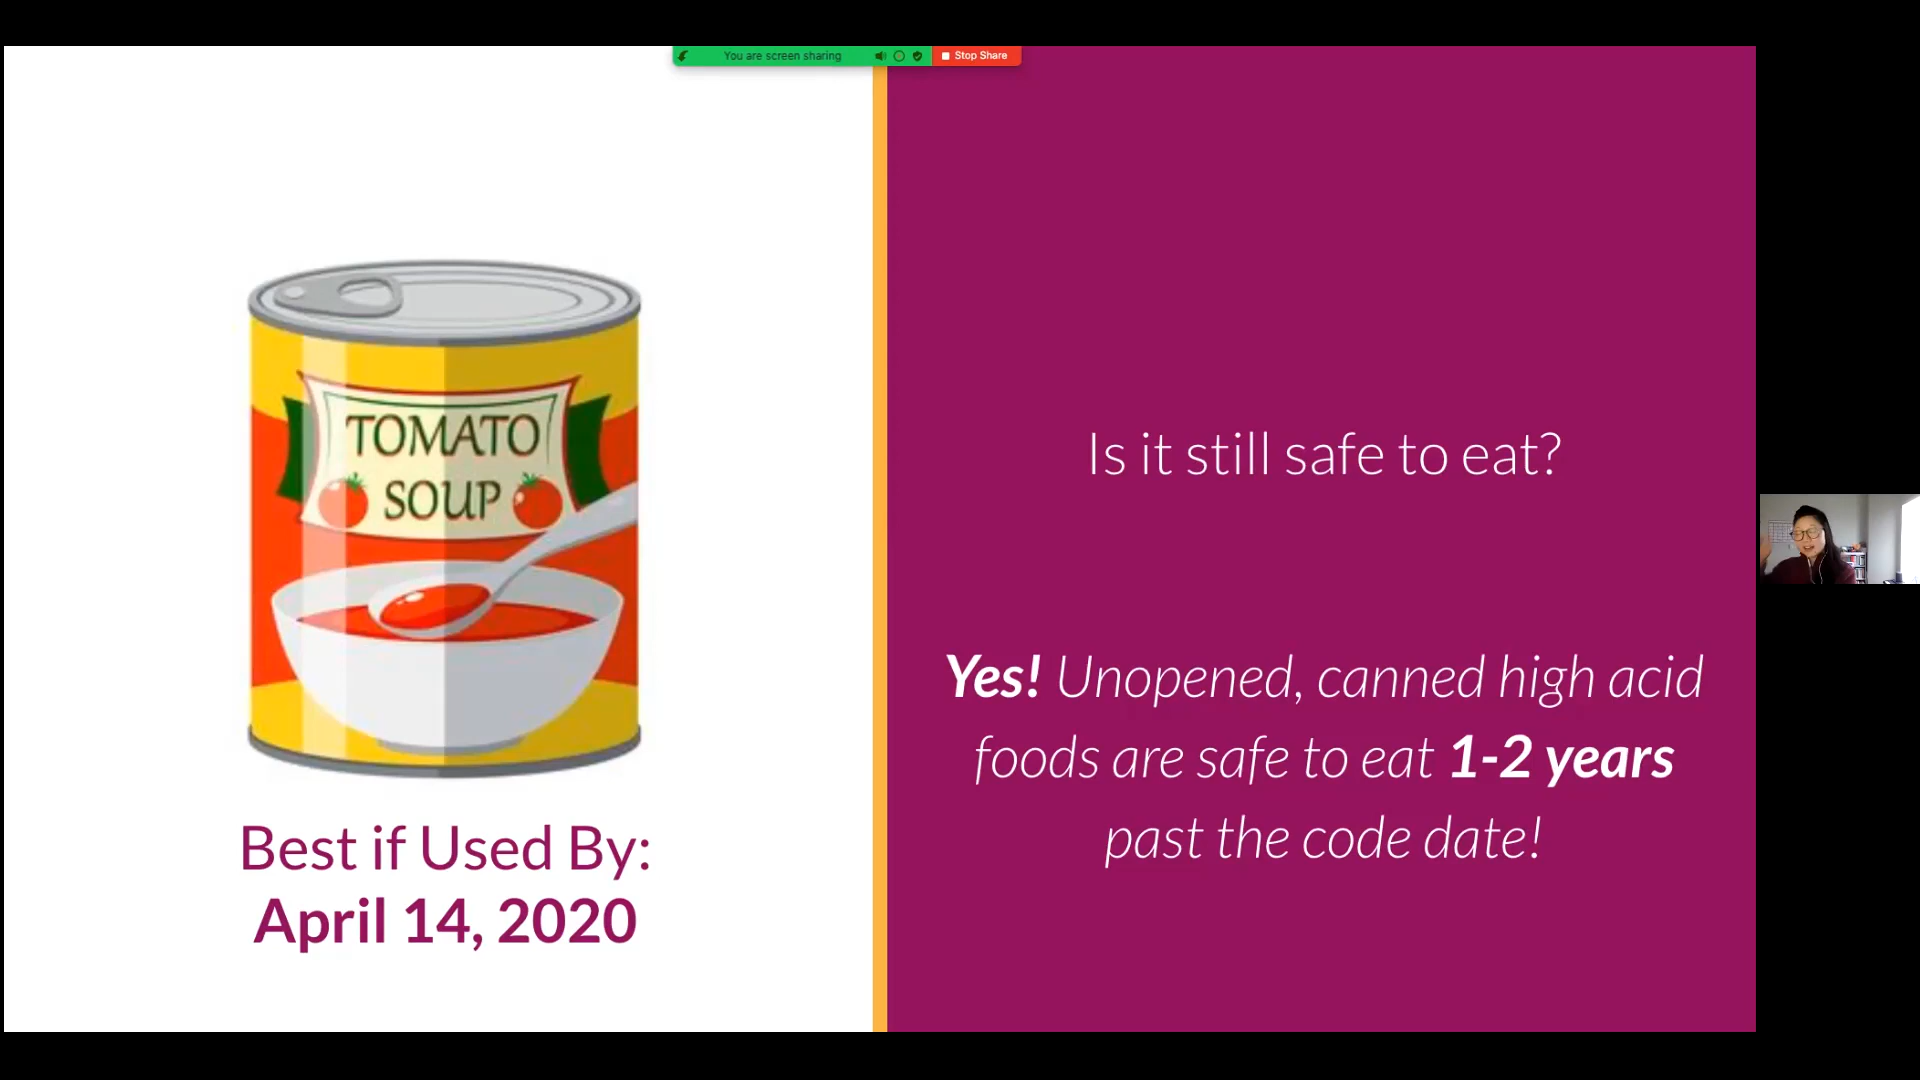 You are screen sharing
Stop Share
TOMATO
SOUP
Best if Used By:
April 14, 2020
Is it still safe to eat?
Yes! Unopened, canned high acid
foods are safe to eat 1-2 years
past the code date!